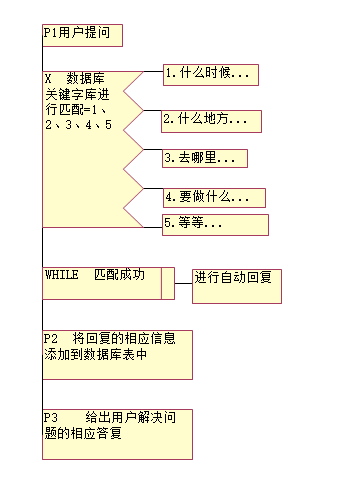 P1用户提问
X 数据库
关键字库进
行匹配=1、
2、3、4、5
1.什么时候...
2.什么地方...
3.去哪里...
4.要做什么...
5.等等...
WHILE 匹配成功
进行自动回复
P2 将回复的相应信息
添加到数据库表中
P3 给出用户解决问
题的相应答复